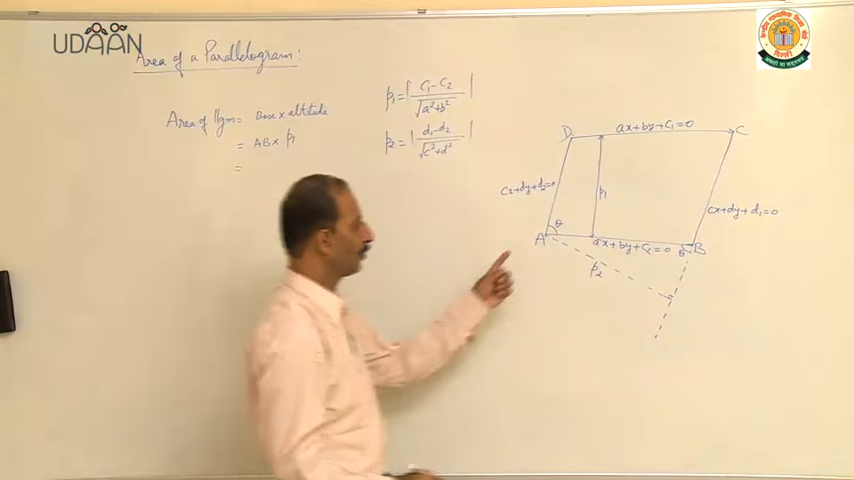 UDAAN
Area of a Parallelogram:
Area of ||gm = Base x altitude
= AB x p₁
=
p₁ = |C₁-C₂ / √a²+b²|
p₂ = |d₁-d₂ / √c²+d²|
D
ax+by+C₁=0
C
cx+dy+d₂=0
p₁
cx+dy+d₁=0
θ
A
ax+by+C₂=0
θ
B
p₂